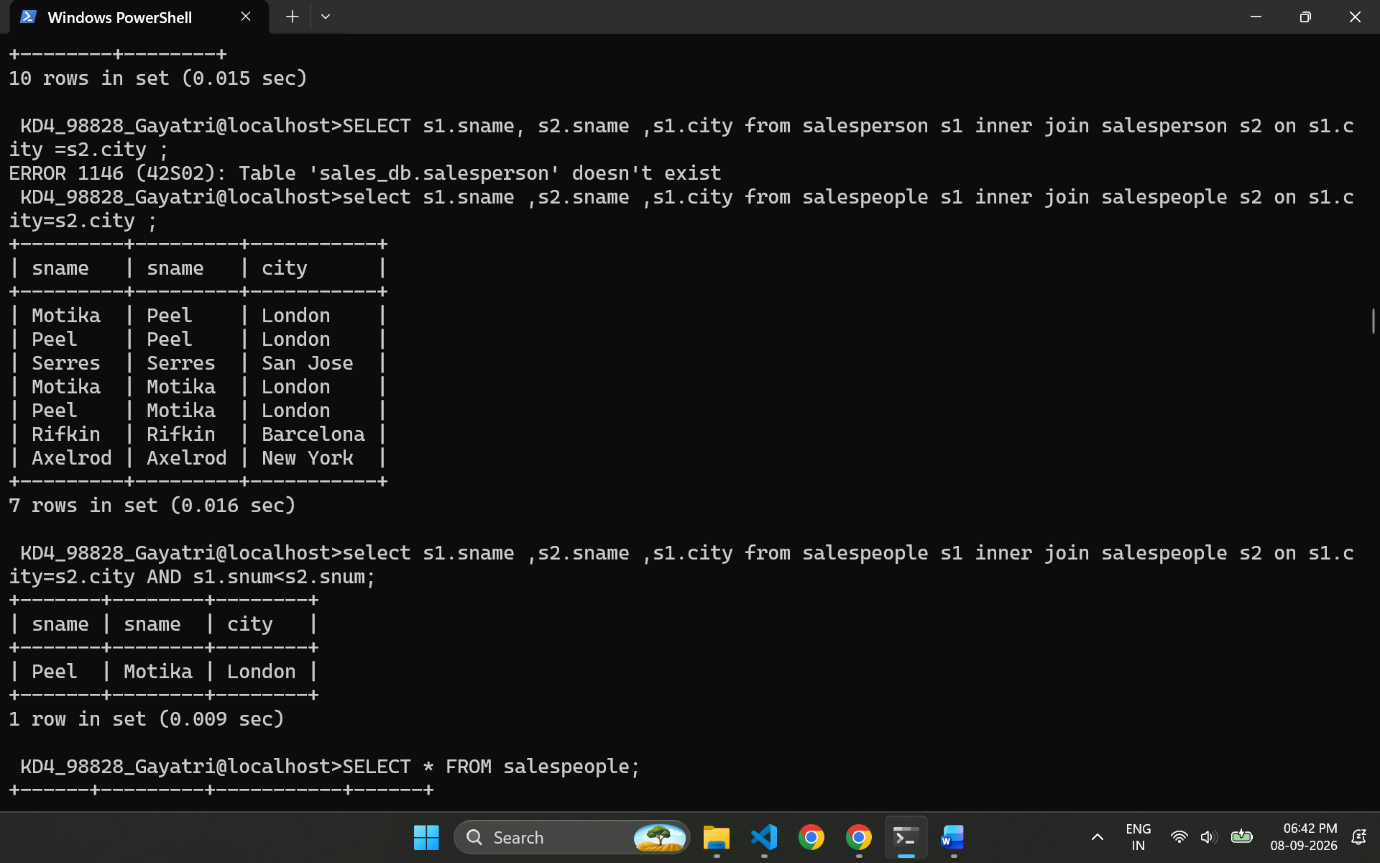 Windows PowerShell
+--------+--------+
10 rows in set (0.015 sec)
KD4_98828_Gayatri@localhost>SELECT s1.sname, s2.sname ,s1.city from salesperson s1 inner join salesperson s2 on s1.c
ity =s2.city ;
ERROR 1146 (42S02): Table 'sales_db.salesperson' doesn't exist
KD4_98828_Gayatri@localhost>select s1.sname ,s2.sname ,s1.city from salespeople s1 inner join salespeople s2 on s1.c
ity=s2.city ;
+---------+---------+-----------+
| sname   | sname   | city      |
+---------+---------+-----------+
| Motika  | Peel    | London    |
| Peel    | Peel    | London    |
| Serres  | Serres  | San Jose  |
| Motika  | Motika  | London    |
| Peel    | Motika  | London    |
| Rifkin  | Rifkin  | Barcelona |
| Axelrod | Axelrod | New York  |
+---------+---------+-----------+
7 rows in set (0.016 sec)
KD4_98828_Gayatri@localhost>select s1.sname ,s2.sname ,s1.city from salespeople s1 inner join salespeople s2 on s1.c
ity=s2.city AND s1.snum<s2.snum;
+-------+--------+--------+
| sname | sname  | city   |
+-------+--------+--------+
| Peel  | Motika | London |
+-------+--------+--------+
1 row in set (0.009 sec)
KD4_98828_Gayatri@localhost>SELECT * FROM salespeople;
+------+---------+-----------+------+
Search
ENG
IN
06:42 PM
08-09-2026